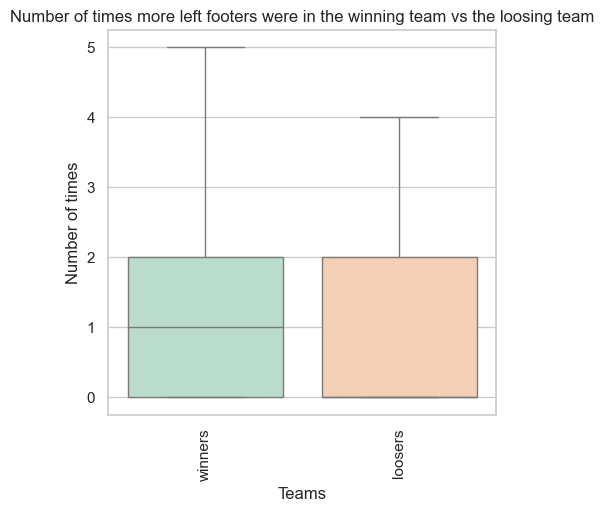 Number of times more left footers were in the winning team vs the loosing team
5
4
3
2
1
0
Number of times
winners
loosers
Teams